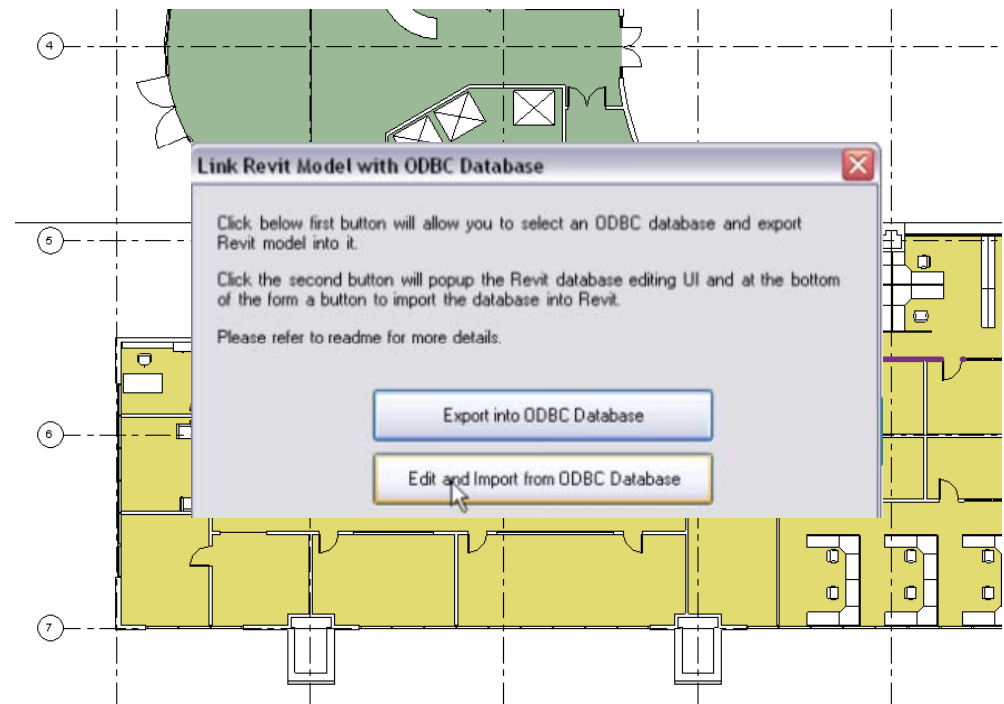 4
Link Revit Model with ODBC Database
Click below first button will allow you to select an ODBC database and export
Revit model into it.
5
Click the second button will popup the Revit database editing UI and at the bottom
of the form a button to import the database into Revit.
Please refer to readme for more details.
Export into ODBC Database
6
Edit and Import from ODBC Database
7